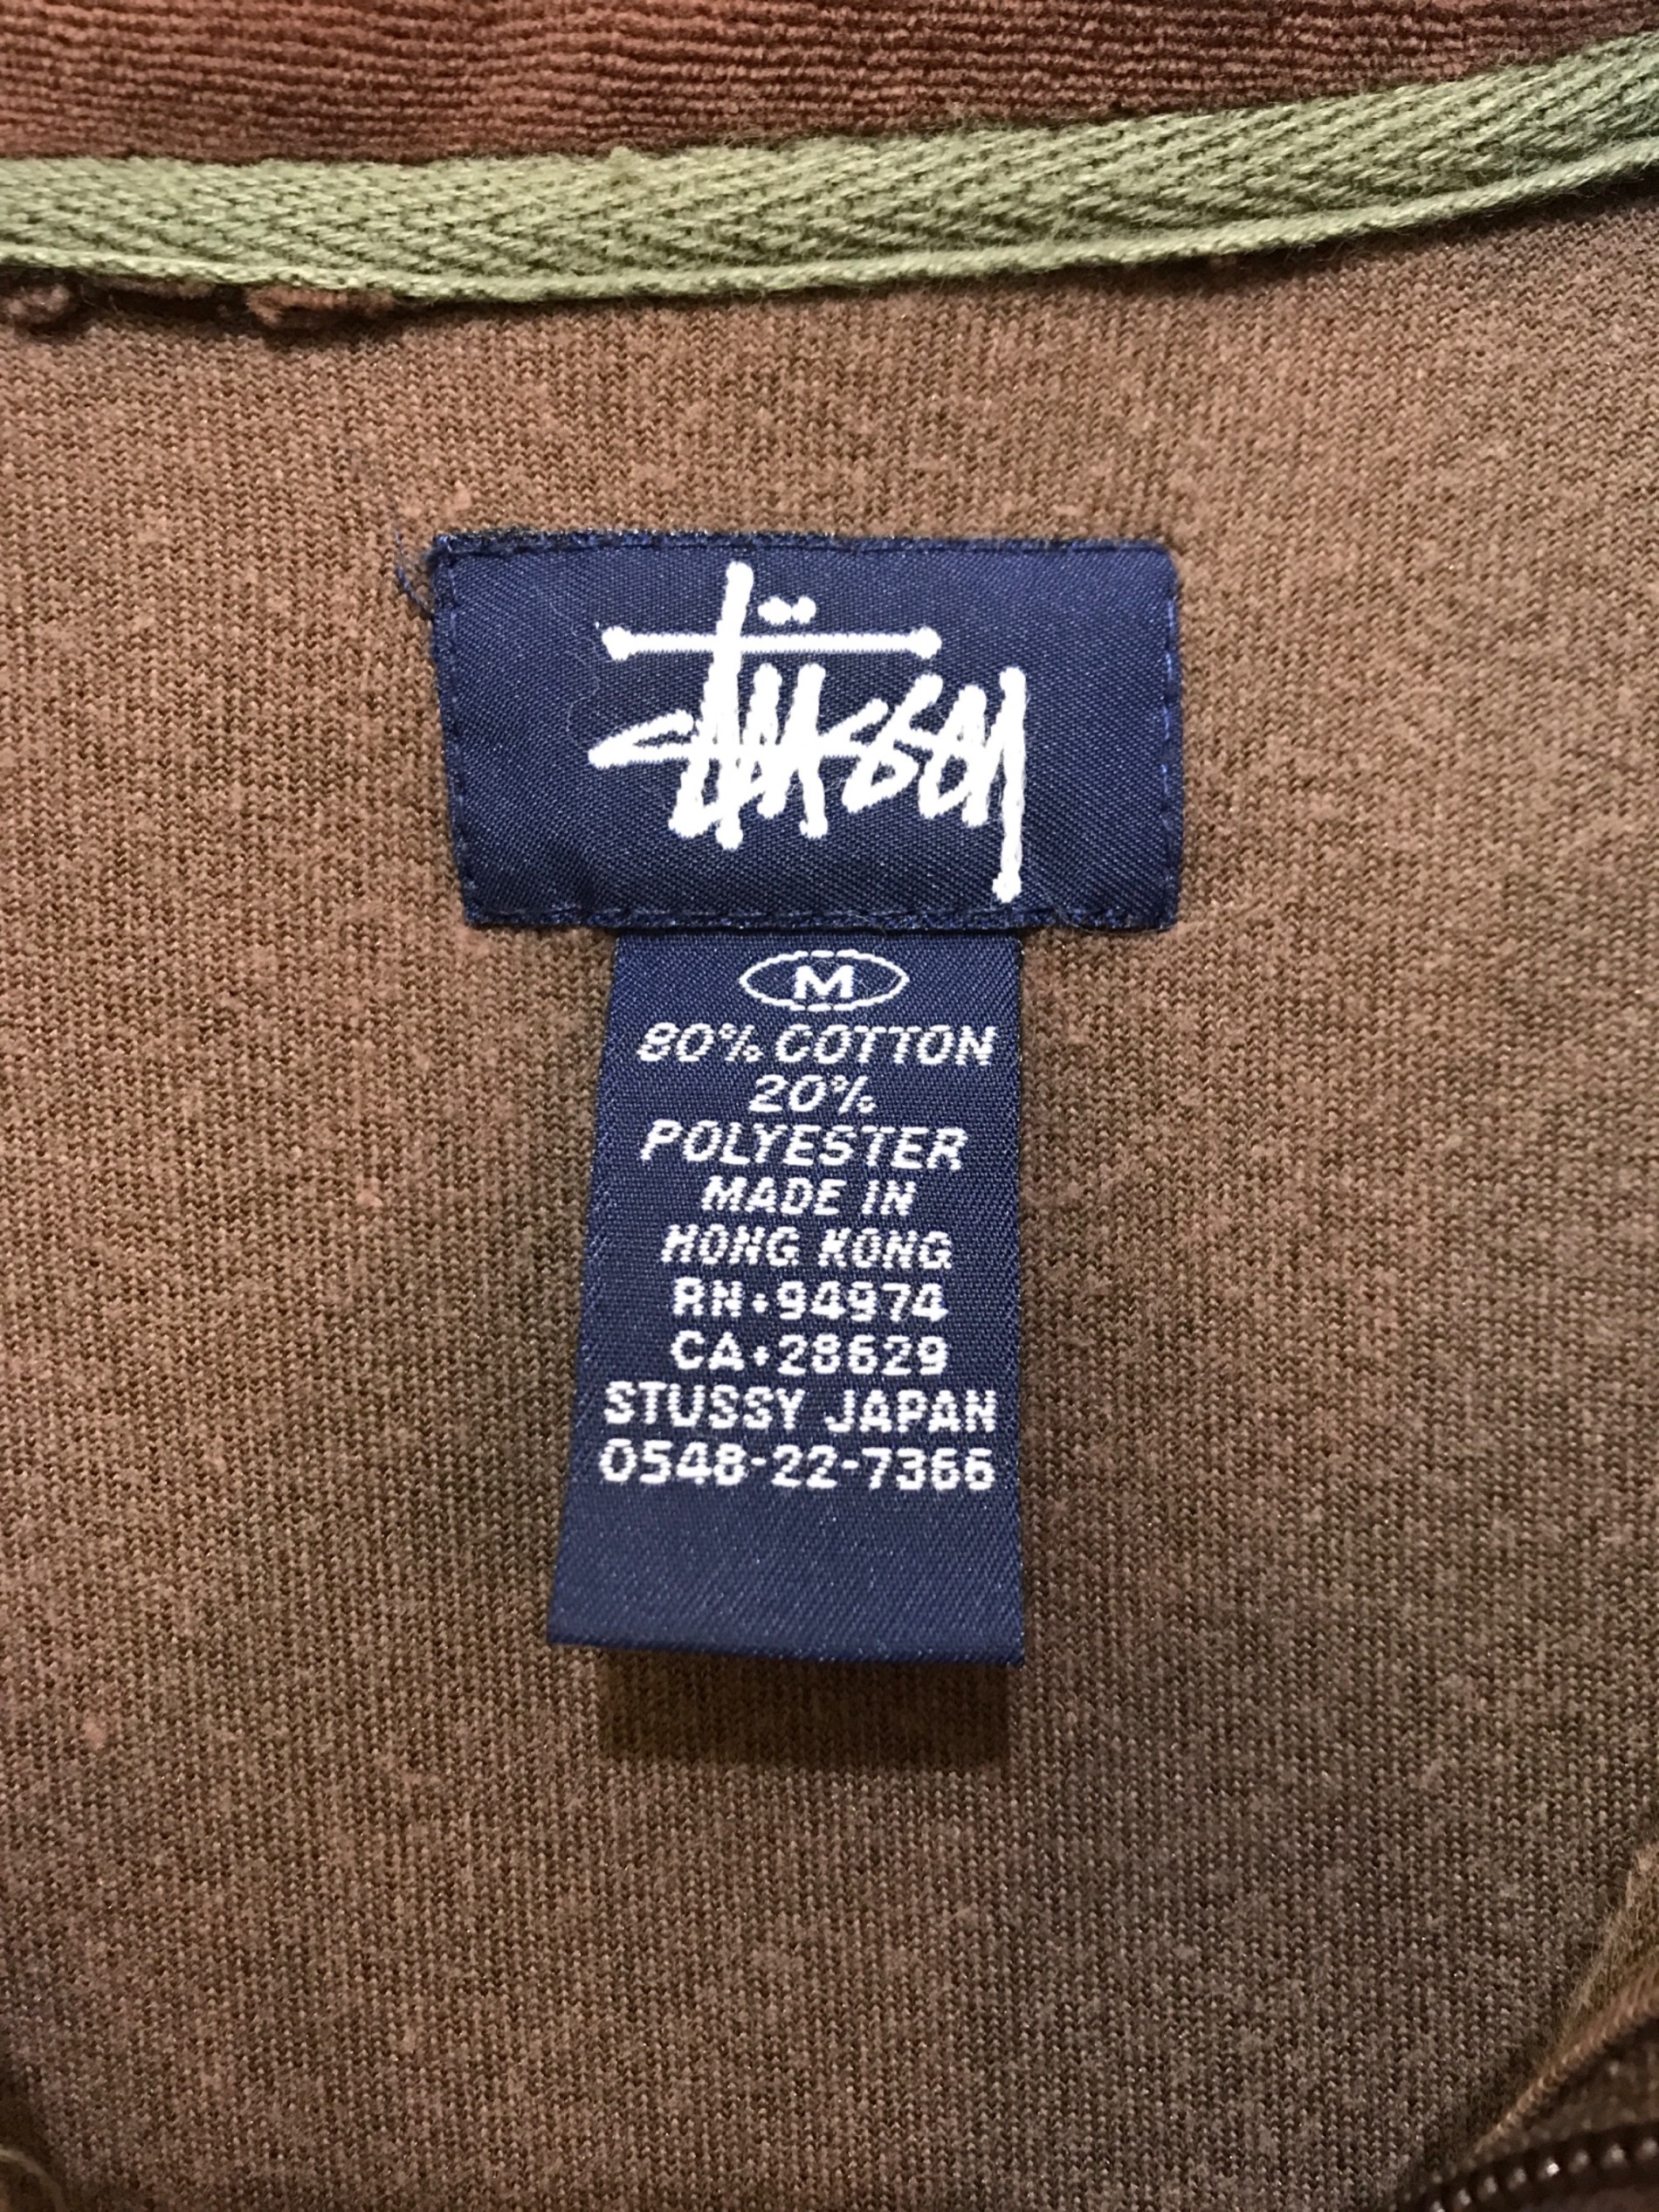 Stüssy
M
80% COTTON
20%
POLYESTER
MADE IN
HONG KONG
RN•94974
CA•28629
STUSSY JAPAN
0548-22-7366